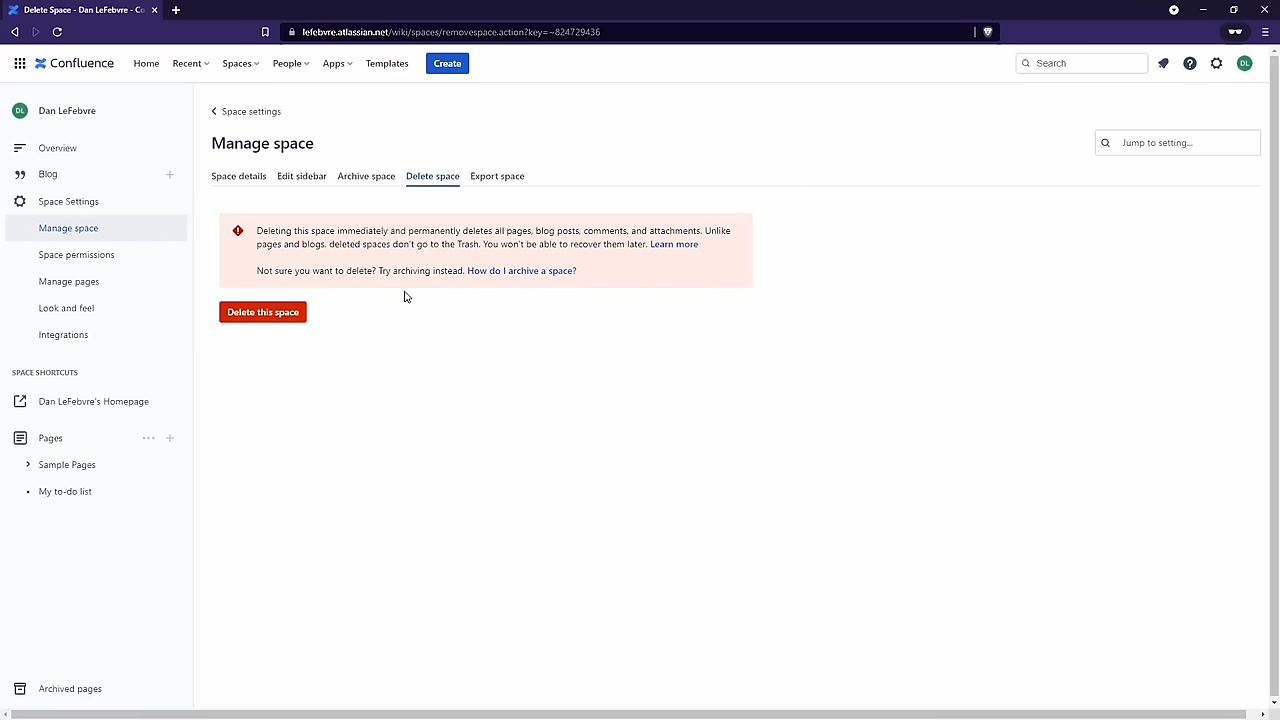 Delete Space - Dan LeFebvre - Co
lefebvre.atlassian.net/wiki/spaces/removespace.action?key=~824729436
Confluence
Home
Recent
Spaces
People
Apps
Templates
Create
Search
DL
DL
Dan LeFebvre
Overview
Blog
Space Settings
Manage space
Space permissions
Manage pages
Look and feel
Integrations
SPACE SHORTCUTS
Dan LeFebvre's Homepage
Pages
Sample Pages
My to-do list
Archived pages
Space settings
Manage space
Jump to setting...
Space details
Edit sidebar
Archive space
Delete space
Export space
Deleting this space immediately and permanently deletes all pages, blog posts, comments, and attachments. Unlike
pages and blogs, deleted spaces don't go to the Trash. You won't be able to recover them later. Learn more
Not sure you want to delete? Try archiving instead. How do I archive a space?
Delete this space